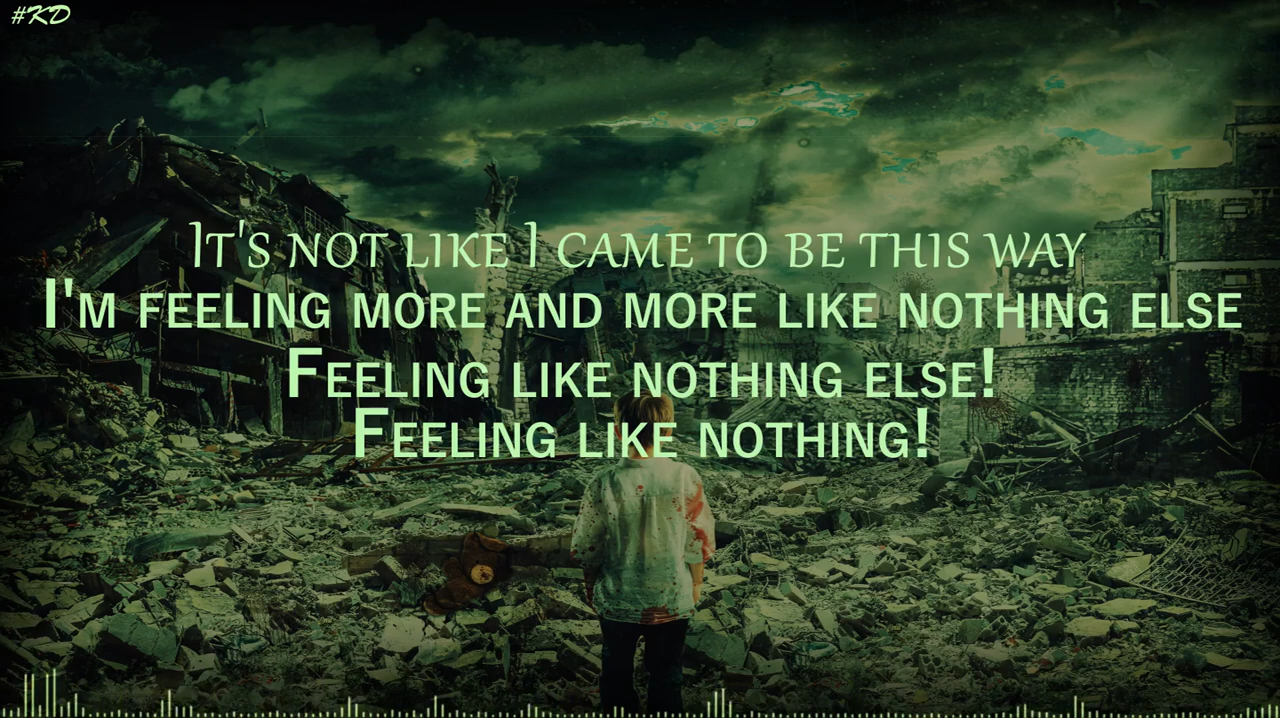 #KD
It's not like I came to be this way
I'm feeling more and more like nothing else
Feeling like nothing else!
Feeling like nothing!